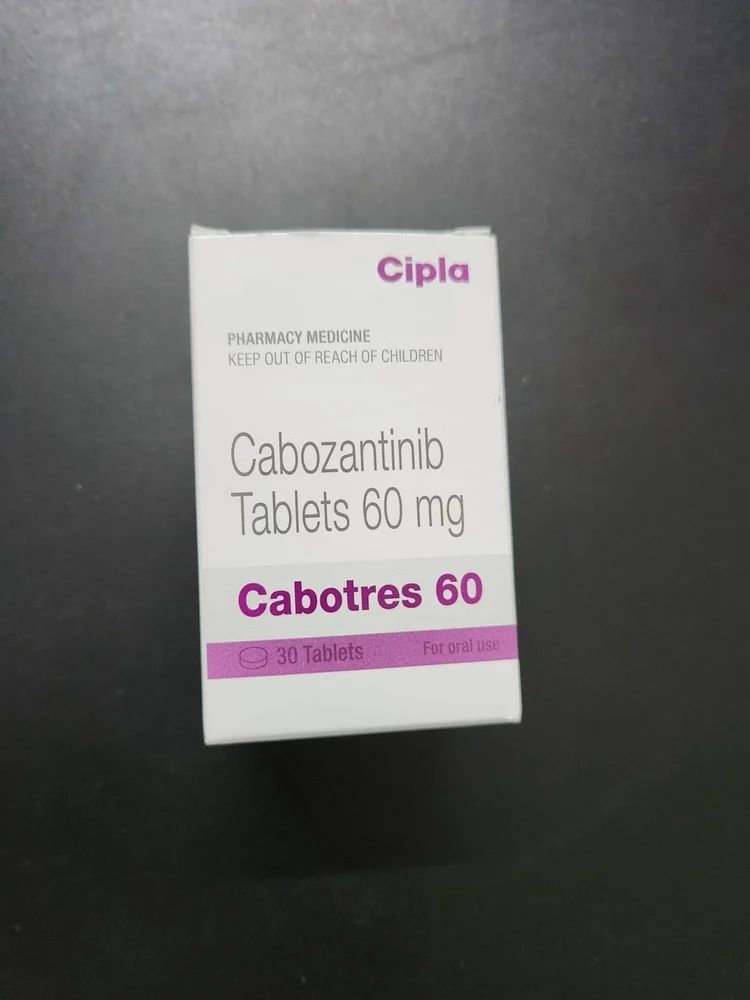 Cipla
PHARMACY MEDICINE
KEEP OUT OF REACH OF CHILDREN
Cabozantinib
Tablets 60 mg
Cabotres 60
30 Tablets For oral use